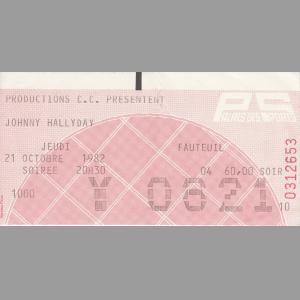 PRODUCTIONS C.C. PRESENTENT
PS
PALAIS DES SPORTS
JOHNNY HALLYDAY
JEUDI FAUTEUIL
21 OCTOBRE 1982
SOIREE 20H30 04 60,00 SOIR
1000 Y 0621 10
0312653